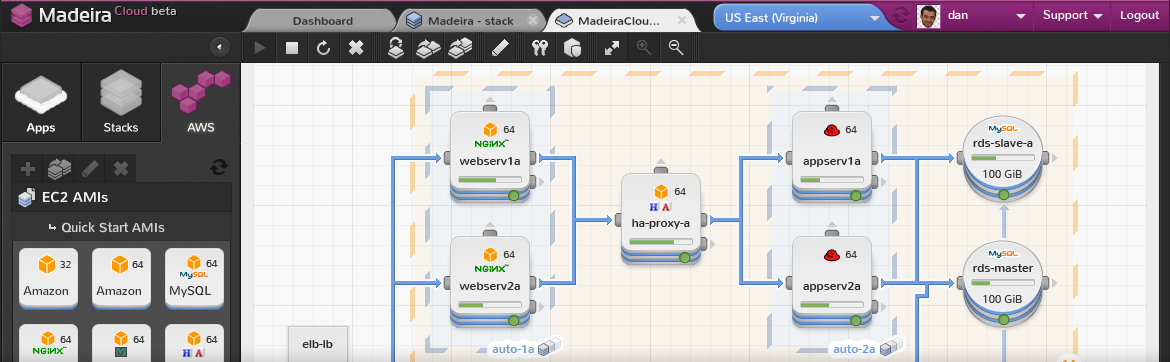 Madeira Cloud beta
Dashboard
Madeira - stack
MadeiraClou...
US East (Virginia)
dan
Support
Logout
Apps
Stacks
AWS
EC2 AMIs
Quick Start AMIs
32
Amazon
64
Amazon
64
MySQL
MySQL
64
NGINX
64
M
64
HA
64
NGINX
webserv1a
64
NGINX
webserv2a
auto-1a
elb-lb
64
HA
ha-proxy-a
64
appserv1a
64
appserv2a
auto-2a
MySQL
rds-slave-a
100 GiB
MySQL
rds-master
100 GiB